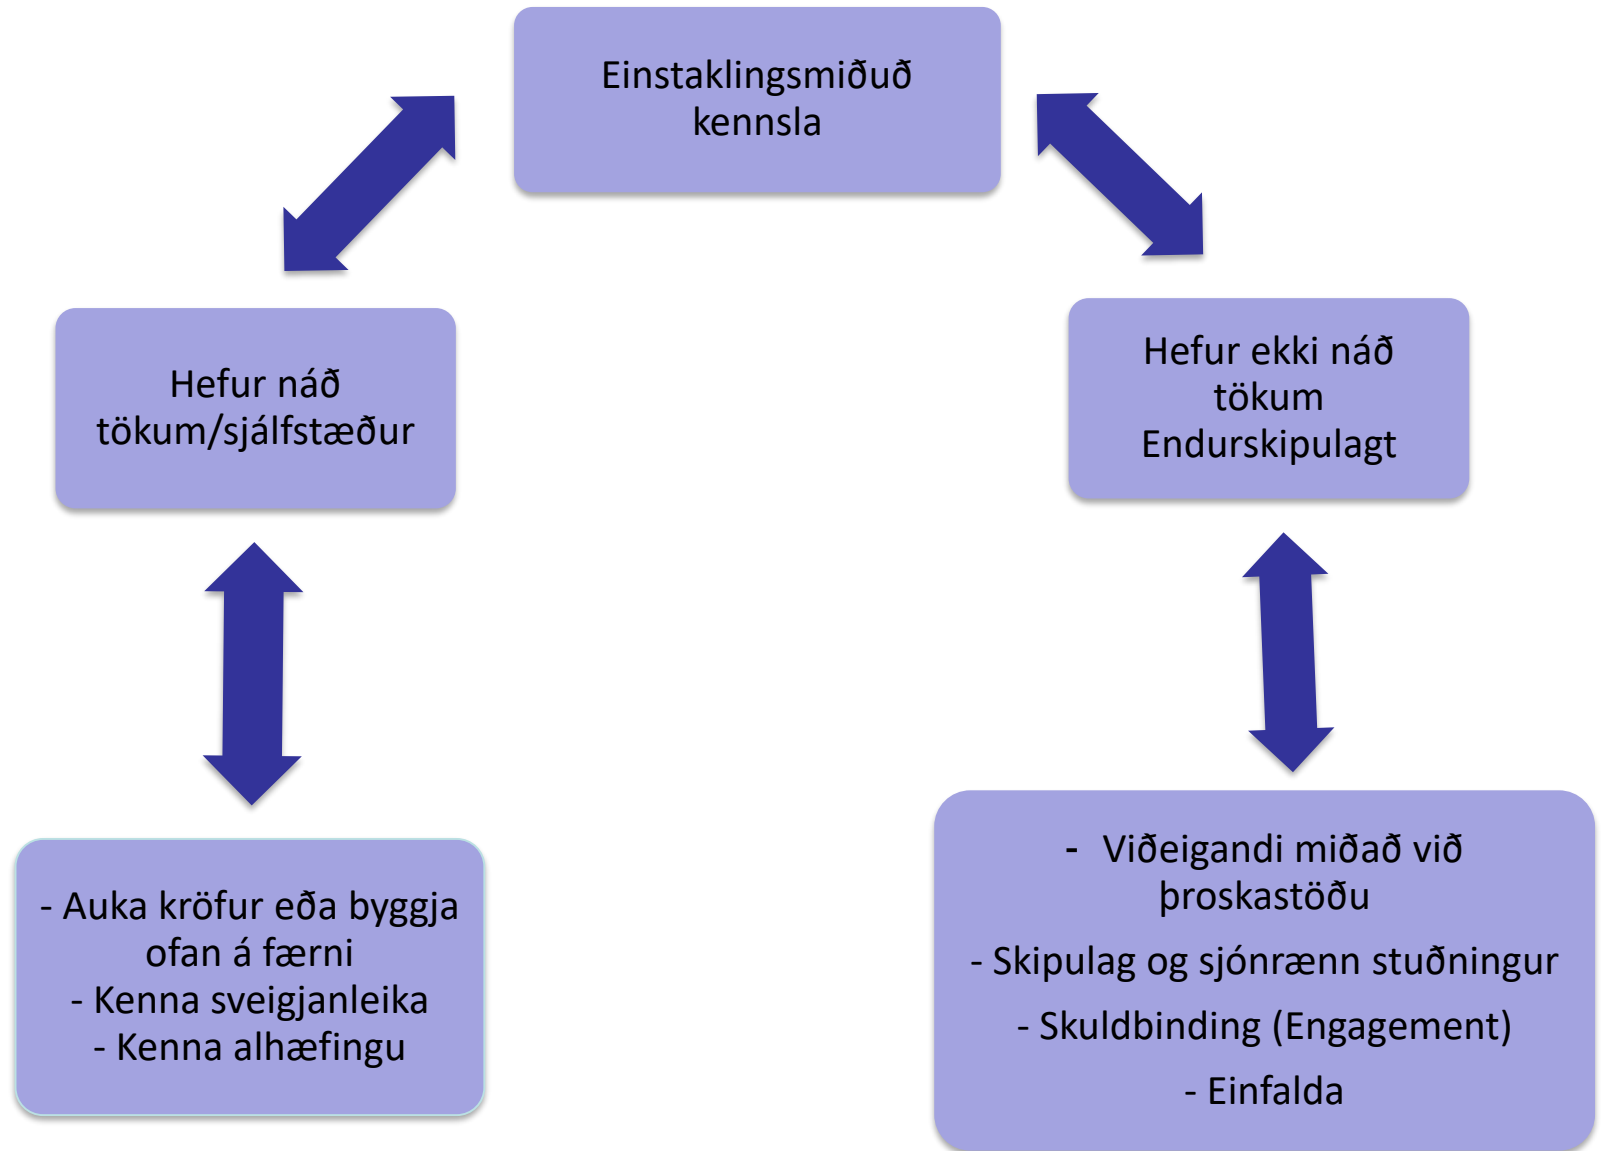 Einstaklingsmiðuð
kennsla
Hefur náð
tökum/sjálfstæður
Hefur ekki náð
tökum
Endurskipulagt
- Auka kröfur eða byggja
ofan á færni
- Kenna sveigjanleika
- Kenna alhæfingu
- Viðeigandi miðað við
þroskastöðu
- Skipulag og sjónrænn stuðningur
- Skuldbinding (Engagement)
- Einfalda